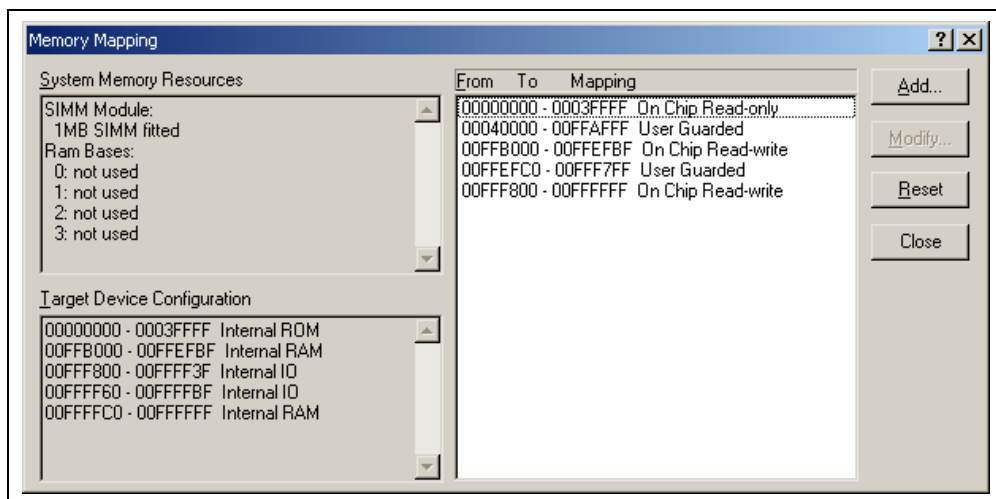 Memory Mapping
System Memory Resources
SIMM Module:
1MB SIMM fitted
Ram Bases:
0: not used
1: not used
2: not used
3: not used
Target Device Configuration
00000000 - 0003FFFF Internal ROM
00FFB000 - 00FFEFBF Internal RAM
00FFF800 - 00FFFF3F Internal IO
00FFFF60 - 00FFFFBF Internal IO
00FFFFC0 - 00FFFFFF Internal RAM
From To Mapping
00000000 - 0003FFFF On Chip Read-only
00040000 - 00FFAFFF User Guarded
00FFB000 - 00FFEFBF On Chip Read-write
00FFEFC0 - 00FFF7FF User Guarded
00FFF800 - 00FFFFFF On Chip Read-write
Add...
Modify...
Reset
Close